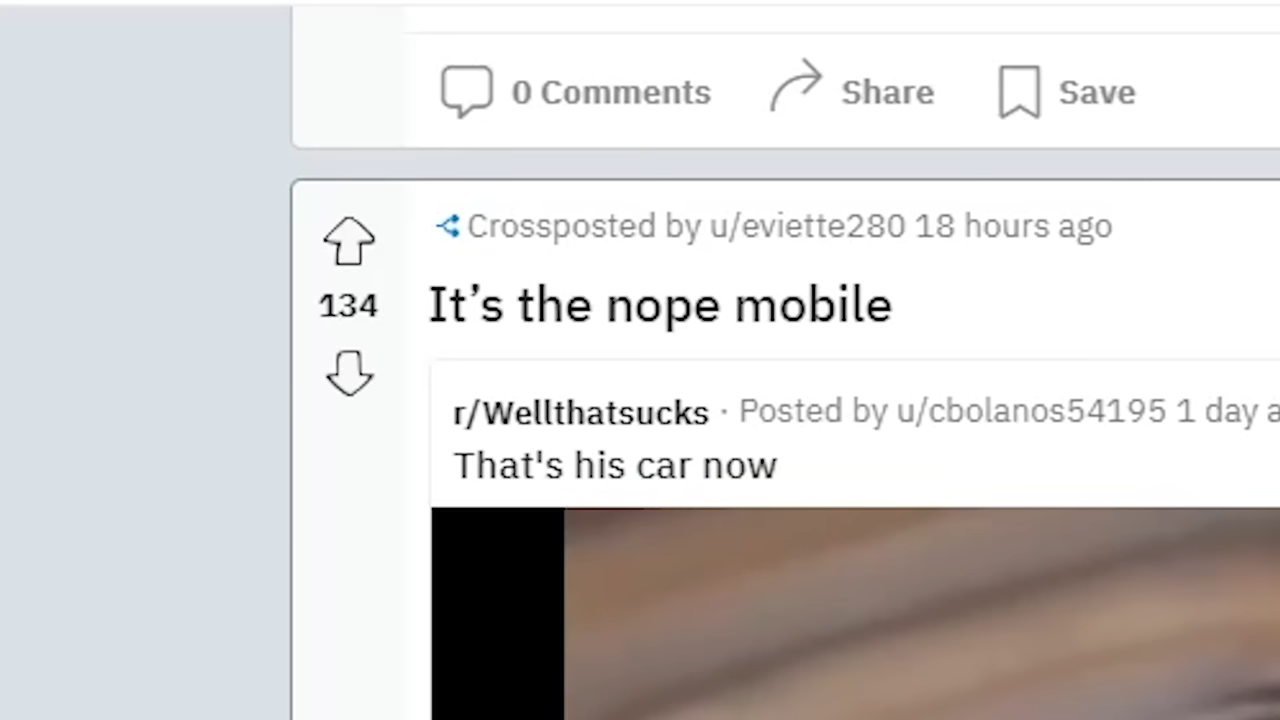 0 Comments Share Save
Crossposted by u/eviette280 18 hours ago
134
It’s the nope mobile
r/Wellthatsucks · Posted by u/cbolanos54195 1 day a
That's his car now